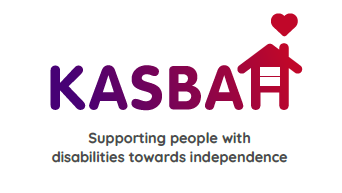 KASBAH
Supporting people with
disabilities towards independence